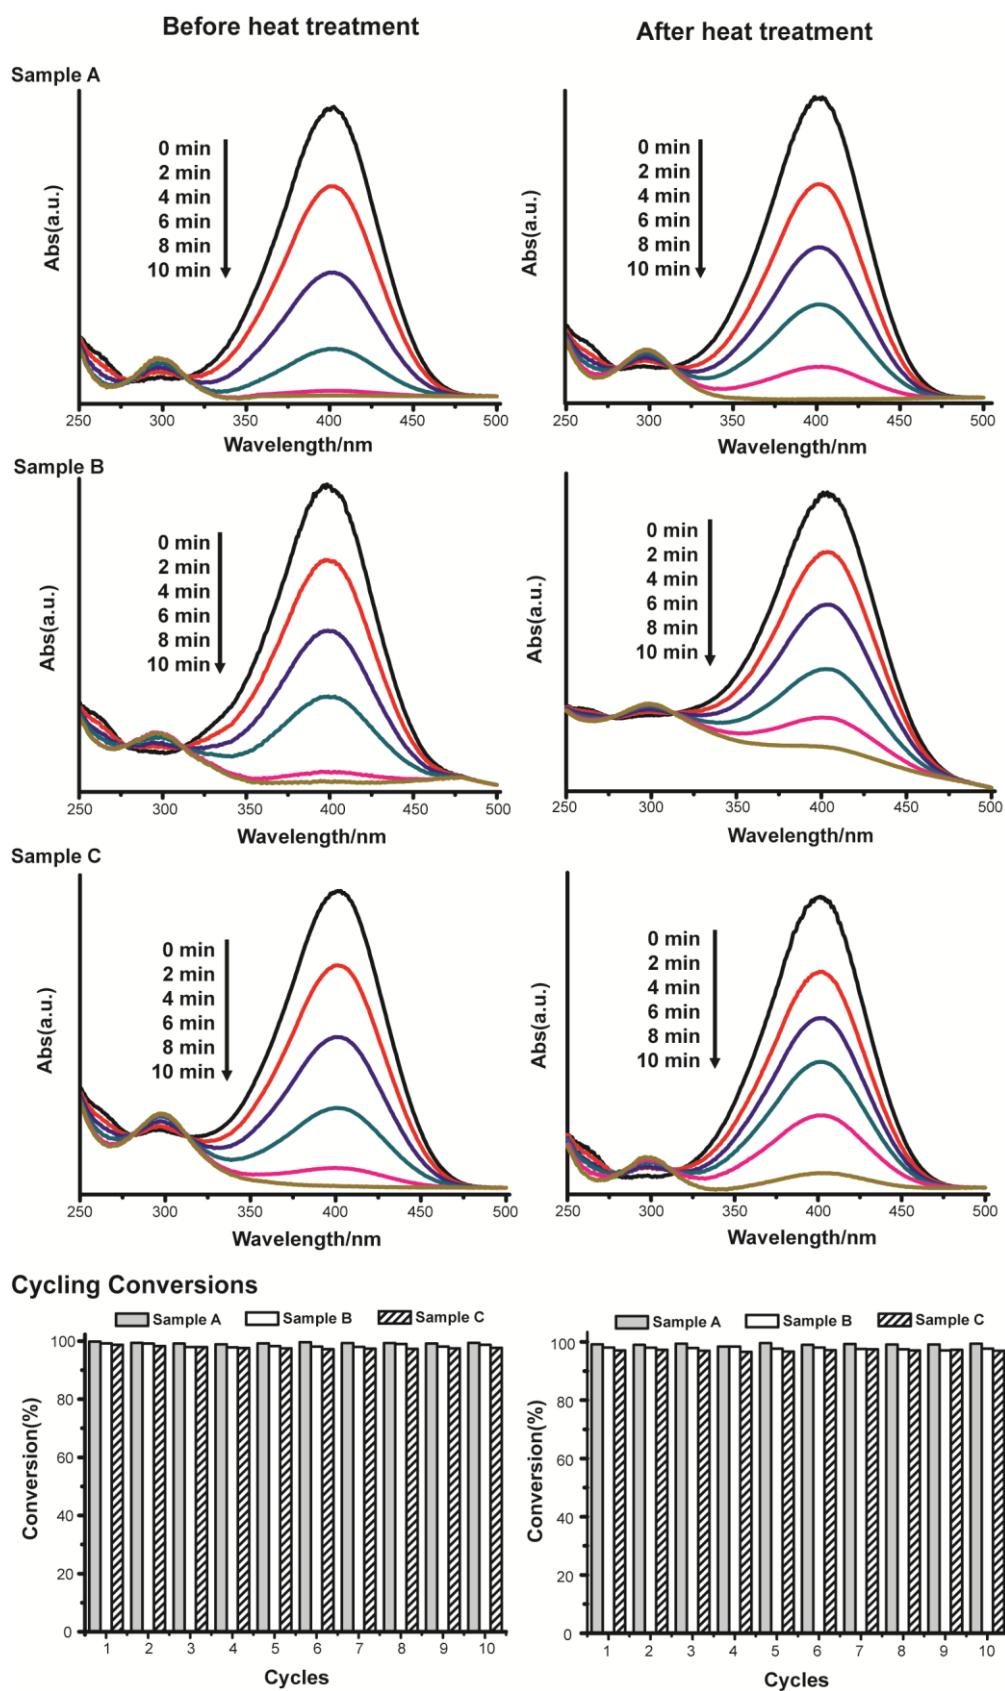 Before heat treatment
After heat treatment
Sample A
Abs(a.u.)
0 min
2 min
4 min
6 min
8 min
10 min
250 300 350 400 450 500
Wavelength/nm
Abs(a.u.)
0 min
2 min
4 min
6 min
8 min
10 min
250 300 350 400 450 500
Wavelength/nm
Sample B
Abs(a.u.)
0 min
2 min
4 min
6 min
8 min
10 min
250 300 350 400 450 500
Wavelength/nm
Abs(a.u.)
0 min
2 min
4 min
6 min
8 min
10 min
250 300 350 400 450 500
Wavelength/nm
Sample C
Abs(a.u.)
0 min
2 min
4 min
6 min
8 min
10 min
250 300 350 400 450 500
Wavelength/nm
Abs(a.u.)
0 min
2 min
4 min
6 min
8 min
10 min
250 300 350 400 450 500
Wavelength/nm
Cycling Conversions
Sample A Sample B Sample C
Conversion(%)
100
80
60
40
20
0
1 2 3 4 5 6 7 8 9 10
Cycles
Sample A Sample B Sample C
Conversion(%)
100
80
60
40
20
0
1 2 3 4 5 6 7 8 9 10
Cycles